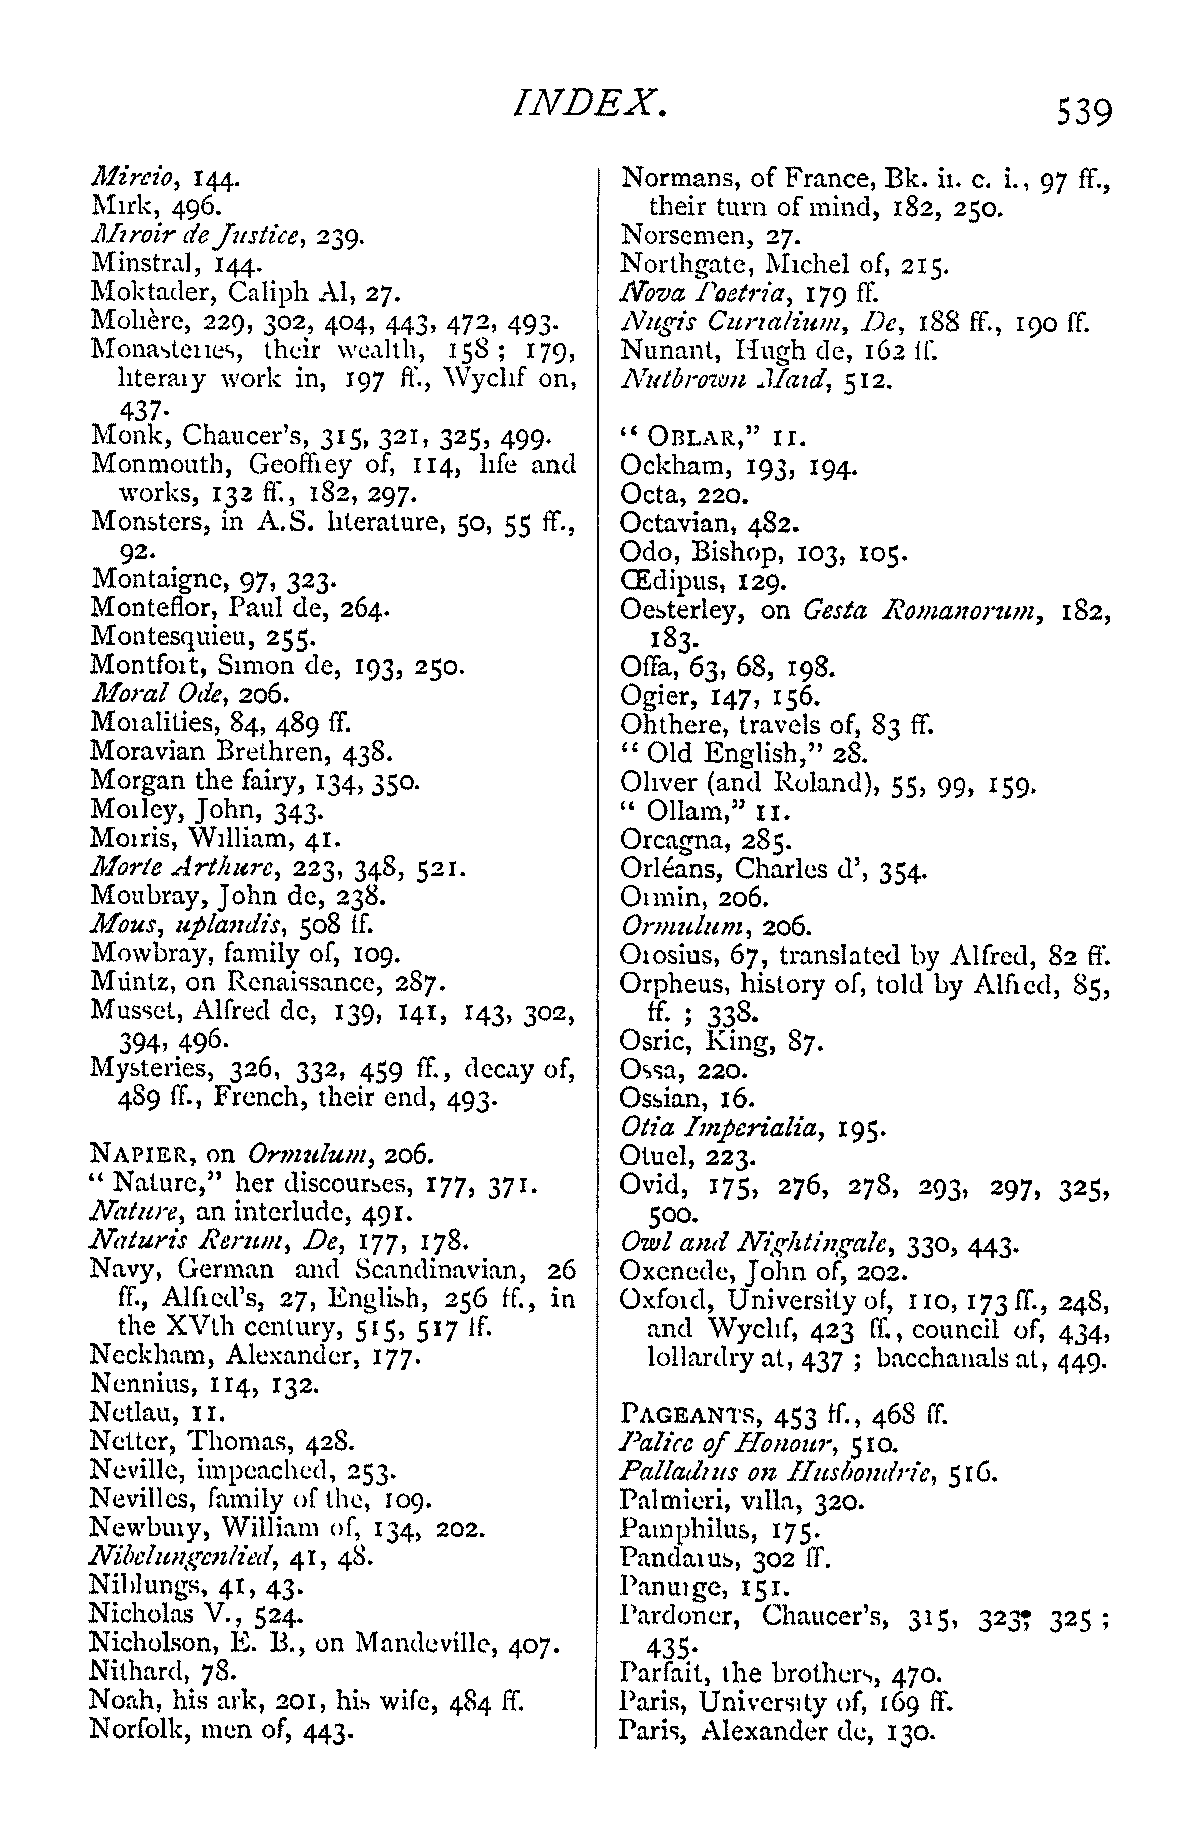 INDEX.
539
Mireio, 144.
Mirk, 496.
Miroir de Justice, 239.
Minstral, 144.
Moktader, Caliph Al, 27.
Molière, 229, 302, 404, 443, 472, 493.
Monasteries, their wealth, 158 ; 179,
literary work in, 197 ff., Wyclif on,
437.
Monk, Chaucer's, 315, 321, 325, 499.
Monmouth, Geoffrey of, 114, life and
works, 132 ff., 182, 297.
Monsters, in A.S. literature, 50, 55 ff.,
92.
Montaigne, 97, 323.
Monteflor, Paul de, 264.
Montesquieu, 255.
Montfort, Simon de, 193, 250.
Moral Ode, 206.
Moralities, 84, 489 ff.
Moravian Brethren, 438.
Morgan the fairy, 134, 350.
Morley, John, 343.
Morris, William, 41.
Morte Arthure, 223, 348, 521.
Moubray, John de, 238.
Mous, uplandis, 508 ff.
Mowbray, family of, 109.
Müntz, on Renaissance, 287.
Musset, Alfred de, 139, 141, 143, 302,
394, 496.
Mysteries, 326, 332, 459 ff., decay of,
489 ff., French, their end, 493.
NAPIER, on Ormulum, 206.
" Nature," her discourses, 177, 371.
Nature, an interlude, 491.
Naturis Rerum, De, 177, 178.
Navy, German and Scandinavian, 26
ff., Alfred's, 27, English, 256 ff., in
the XVth century, 515, 517 ff.
Neckham, Alexander, 177.
Nennius, 114, 132.
Netlau, 11.
Netter, Thomas, 428.
Neville, impeached, 253.
Nevilles, family of the, 109.
Newbury, William of, 134, 202.
Nibelungenlied, 41, 48.
Niblungs, 41, 43.
Nicholas V., 524.
Nicholson, E. B., on Mandeville, 407.
Nithard, 78.
Noah, his ark, 201, his wife, 484 ff.
Norfolk, men of, 443.
Normans, of France, Bk. ii. c. i., 97 ff.,
their turn of mind, 182, 250.
Norsemen, 27.
Northgate, Michel of, 215.
Nova Poetria, 179 ff.
Nugis Curialium, De, 188 ff., 190 ff.
Nunant, Hugh de, 162 ff.
Nutbrown Maid, 512.
" OBLAR," 11.
Ockham, 193, 194.
Octa, 220.
Octavian, 482.
Odo, Bishop, 103, 105.
Œdipus, 129.
Oesterley, on Gesta Romanorum, 182,
183.
Offa, 63, 68, 198.
Ogier, 147, 156.
Ohthere, travels of, 83 ff.
" Old English," 28.
Oliver (and Roland), 55, 99, 159.
" Ollam," 11.
Orcagna, 285.
Orléans, Charles d', 354.
Ormin, 206.
Ormulum, 206.
Orosius, 67, translated by Alfred, 82 ff.
Orpheus, history of, told by Alfred, 85,
ff. ; 338.
Osric, King, 87.
Ossa, 220.
Ossian, 16.
Otia Imperialia, 195.
Otuel, 223.
Ovid, 175, 276, 278, 293, 297, 325,
500.
Owl and Nightingale, 330, 443.
Oxenede, John of, 202.
Oxford, University of, 110, 173 ff., 248,
and Wyclif, 423 ff., council of, 434,
lollardry at, 437 ; bacchanals at, 449.
PAGEANTS, 453 ff., 468 ff.
Palice of Honour, 510.
Palladius on Husbondrie, 516.
Palmieri, villa, 320.
Pamphilus, 175.
Pandarus, 302 ff.
Panurge, 151.
Pardoner, Chaucer's, 315, 323, 325 ;
435.
Parfait, the brothers, 470.
Paris, University of, 169 ff.
Paris, Alexander de, 130.